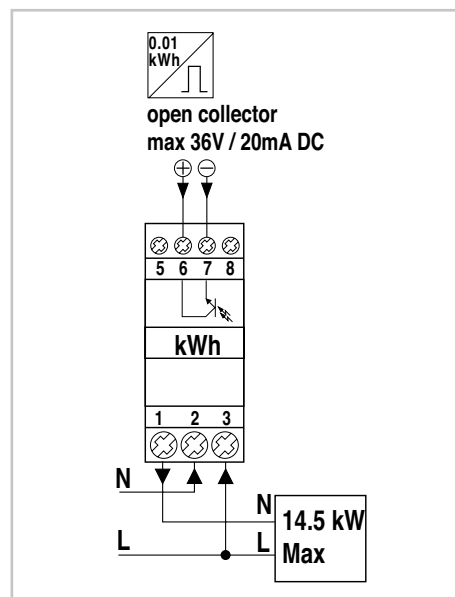 0.01
kWh
open collector
max 36V / 20mA DC
+ −
5 6 7 8
kWh
1 2 3
N
N
14.5 kW
L
L
Max